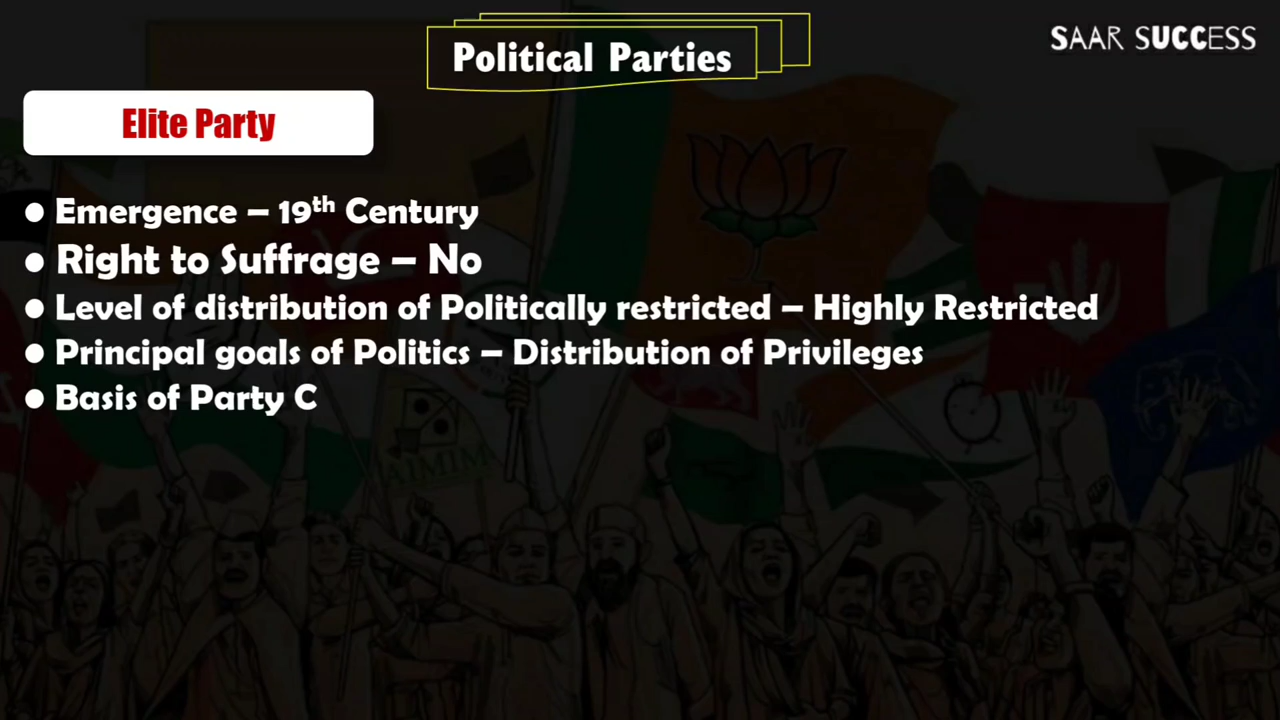 Political Parties
SAAR SUCCESS
Elite Party
● Emergence – 19th Century
● Right to Suffrage – No
● Level of distribution of Politically restricted – Highly Restricted
● Principal goals of Politics – Distribution of Privileges
● Basis of Party C
AIMIM